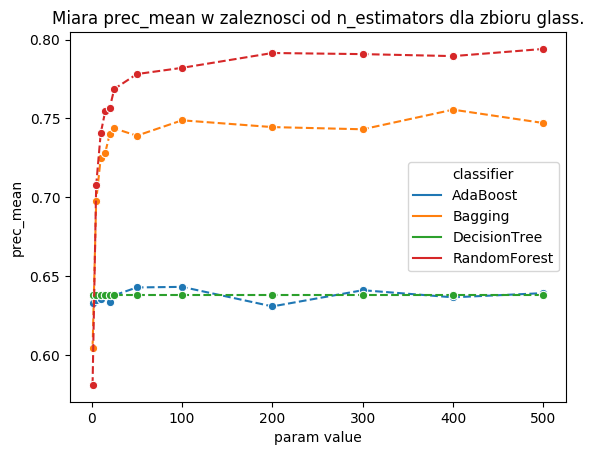 Miara prec_mean w zaleznosci od n_estimators dla zbioru glass.
0.80
0.75
0.70
0.65
0.60
prec_mean
classifier
AdaBoost
Bagging
DecisionTree
RandomForest
0 100 200 300 400 500
param value